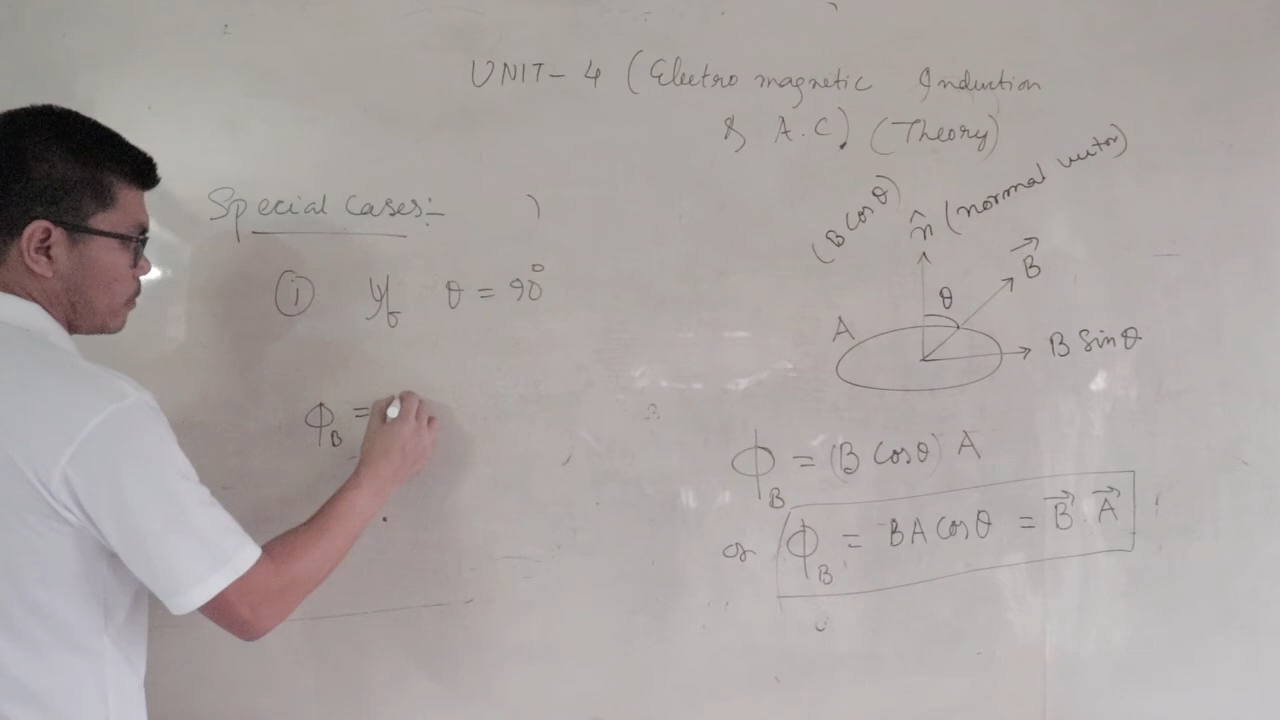 UNIT-4 (Electro magnetic Induction
& A.C) (Theory)
Special Cases:-
(i) If θ = 90°
ϕ_B =
(B cos θ)
n̂ (normal vector)
B⃗
θ
A
B Sin θ
ϕ_B = (B Cos θ) A
or ϕ_B = BA Cos θ = B⃗ . A⃗